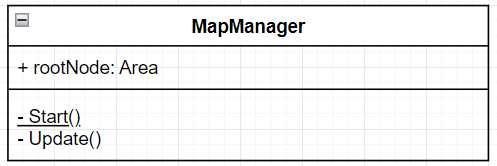 MapManager
+ rootNode: Area
- Start()
- Update()